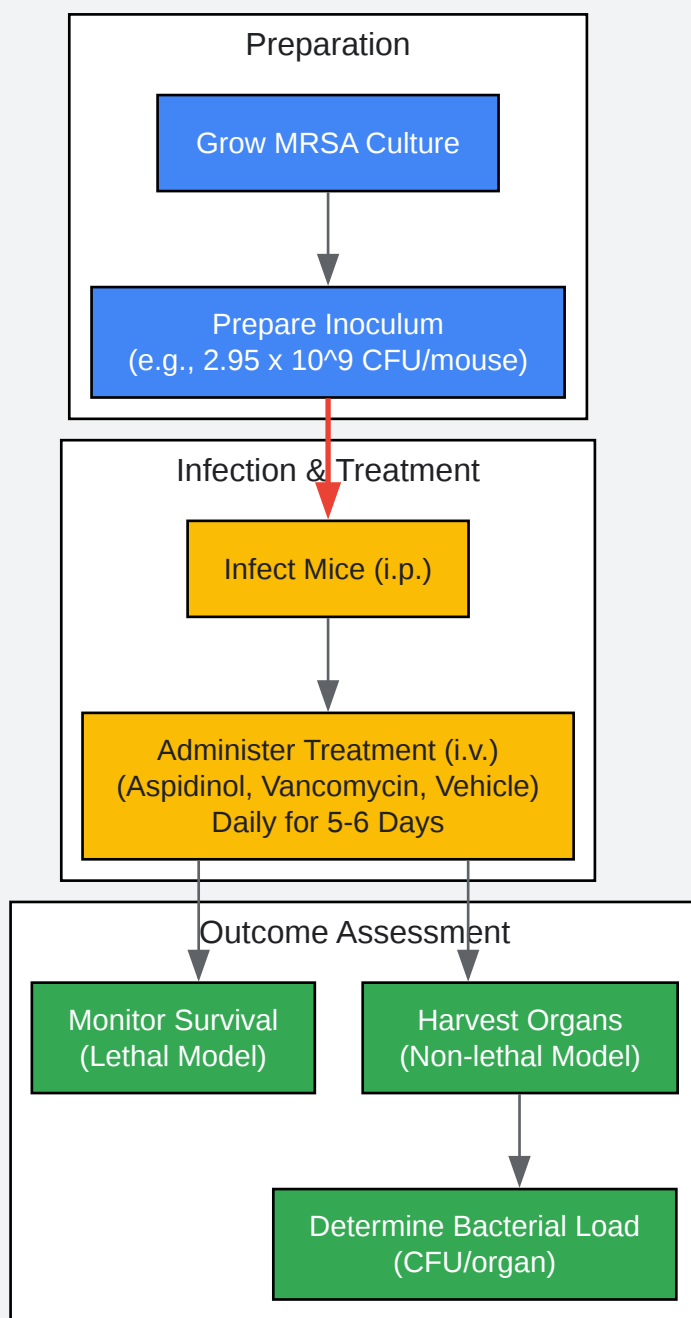 Preparation
Grow MRSA Culture
Prepare Inoculum
(e.g., 2.95 x 10^9 CFU/mouse)
Infection & Treatment
Infect Mice (i.p.)
Administer Treatment (i.v.)
(Aspidinol, Vancomycin, Vehicle)
Daily for 5-6 Days
Outcome Assessment
Monitor Survival
(Lethal Model)
Harvest Organs
(Non-lethal Model)
Determine Bacterial Load
(CFU/organ)